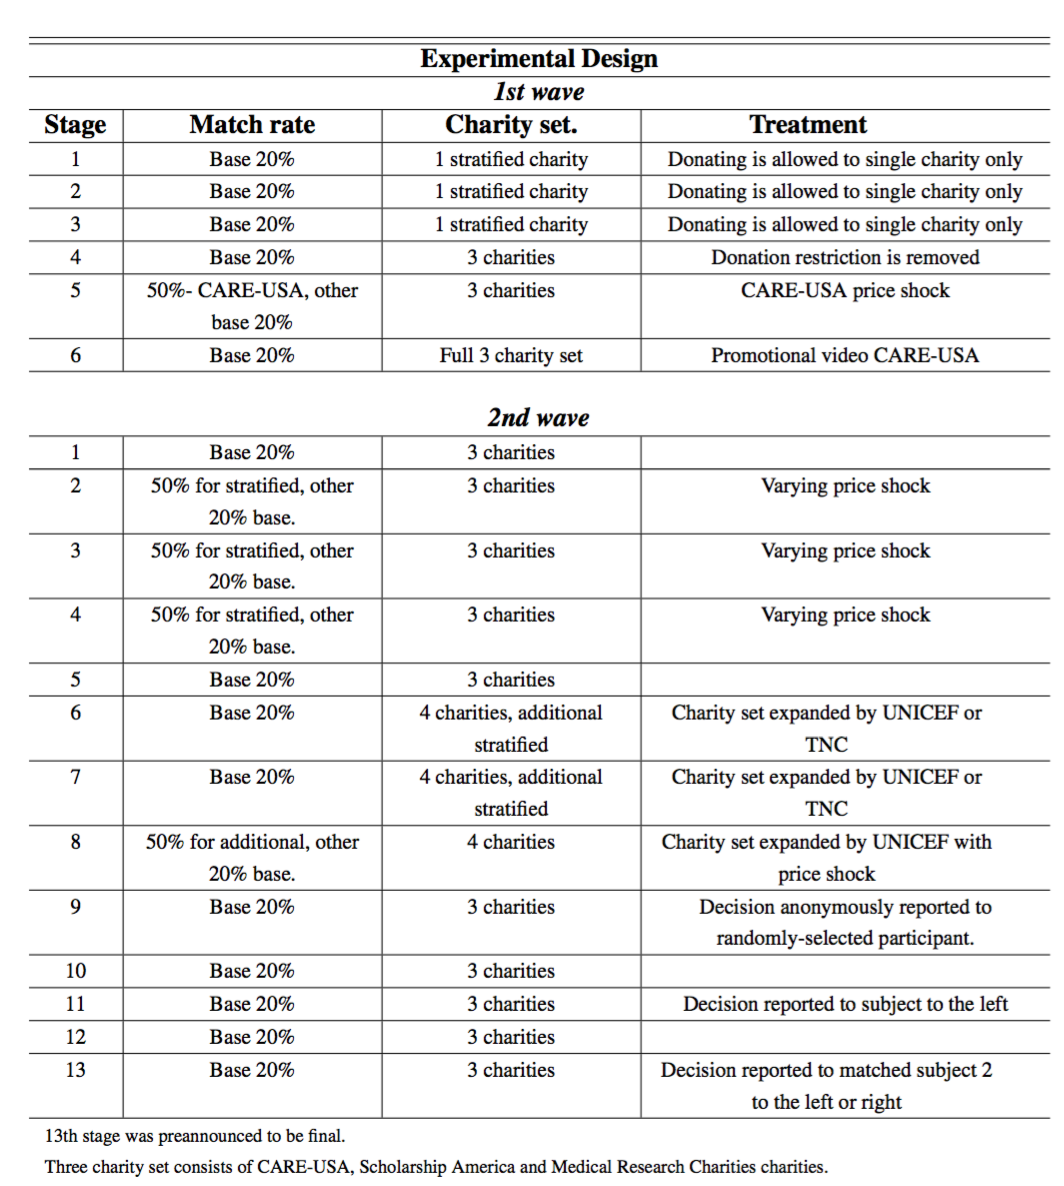 Experimental Design
1st wave
Stage Match rate Charity set. Treatment
1 Base 20% 1 stratified charity Donating is allowed to single charity only
2 Base 20% 1 stratified charity Donating is allowed to single charity only
3 Base 20% 1 stratified charity Donating is allowed to single charity only
4 Base 20% 3 charities Donation restriction is removed
5 50%- CARE-USA, other 3 charities CARE-USA price shock
base 20%
6 Base 20% Full 3 charity set Promotional video CARE-USA
2nd wave
1 Base 20% 3 charities
2 50% for stratified, other 3 charities Varying price shock
20% base.
3 50% for stratified, other 3 charities Varying price shock
20% base.
4 50% for stratified, other 3 charities Varying price shock
20% base.
5 Base 20% 3 charities
6 Base 20% 4 charities, additional Charity set expanded by UNICEF or
stratified TNC
7 Base 20% 4 charities, additional Charity set expanded by UNICEF or
stratified TNC
8 50% for additional, other 4 charities Charity set expanded by UNICEF with
20% base. price shock
9 Base 20% 3 charities Decision anonymously reported to
randomly-selected participant.
10 Base 20% 3 charities
11 Base 20% 3 charities Decision reported to subject to the left
12 Base 20% 3 charities
13 Base 20% 3 charities Decision reported to matched subject 2
to the left or right
13th stage was preannounced to be final.
Three charity set consists of CARE-USA, Scholarship America and Medical Research Charities charities.